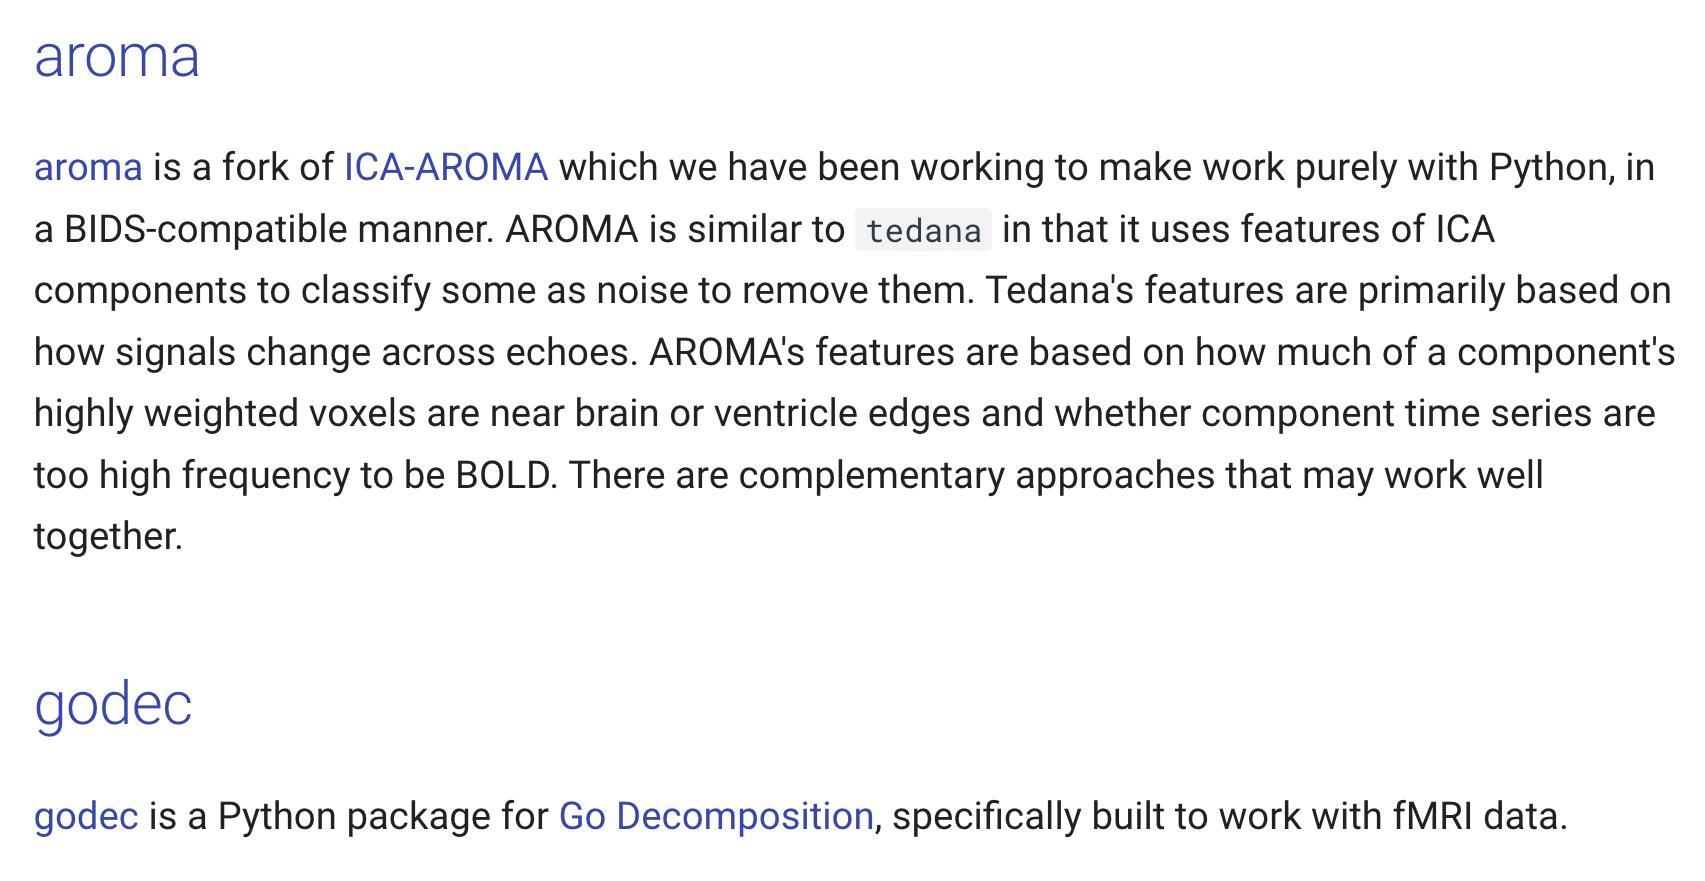 aroma
aroma is a fork of ICA-AROMA which we have been working to make work purely with Python, in
a BIDS-compatible manner. AROMA is similar to tedana in that it uses features of ICA
components to classify some as noise to remove them. Tedana's features are primarily based on
how signals change across echoes. AROMA's features are based on how much of a component's
highly weighted voxels are near brain or ventricle edges and whether component time series are
too high frequency to be BOLD. There are complementary approaches that may work well
together.
godec
godec is a Python package for Go Decomposition, specifically built to work with fMRI data.